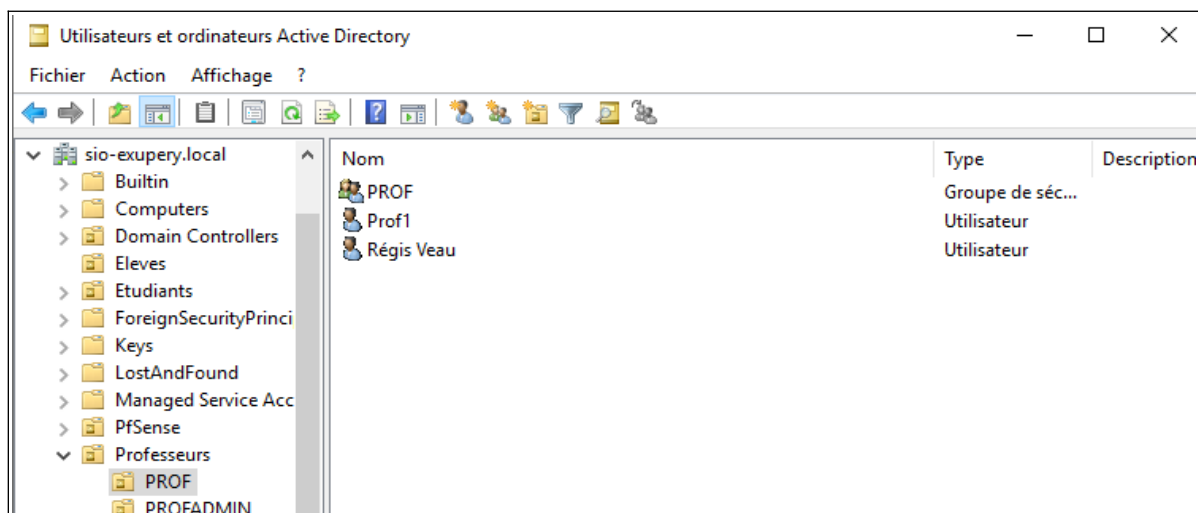 Utilisateurs et ordinateurs Active Directory
Fichier Action Affichage ?
sio-exupery.local
Builtin
Computers
Domain Controllers
Eleves
Etudiants
ForeignSecurityPrinci
Keys
LostAndFound
Managed Service Acc
PfSense
Professeurs
PROF
PROFADMIN
Nom Type Description
PROF Groupe de séc...
Prof1 Utilisateur
Régis Veau Utilisateur